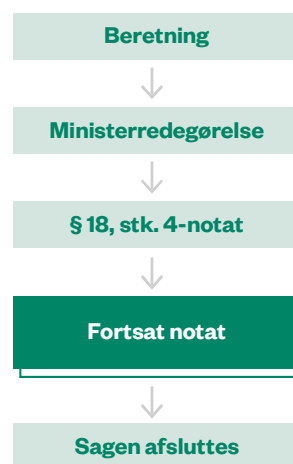 Beretning
Ministerredegørelse
§ 18, stk. 4-notat
Fortsat notat
Sagen afsluttes